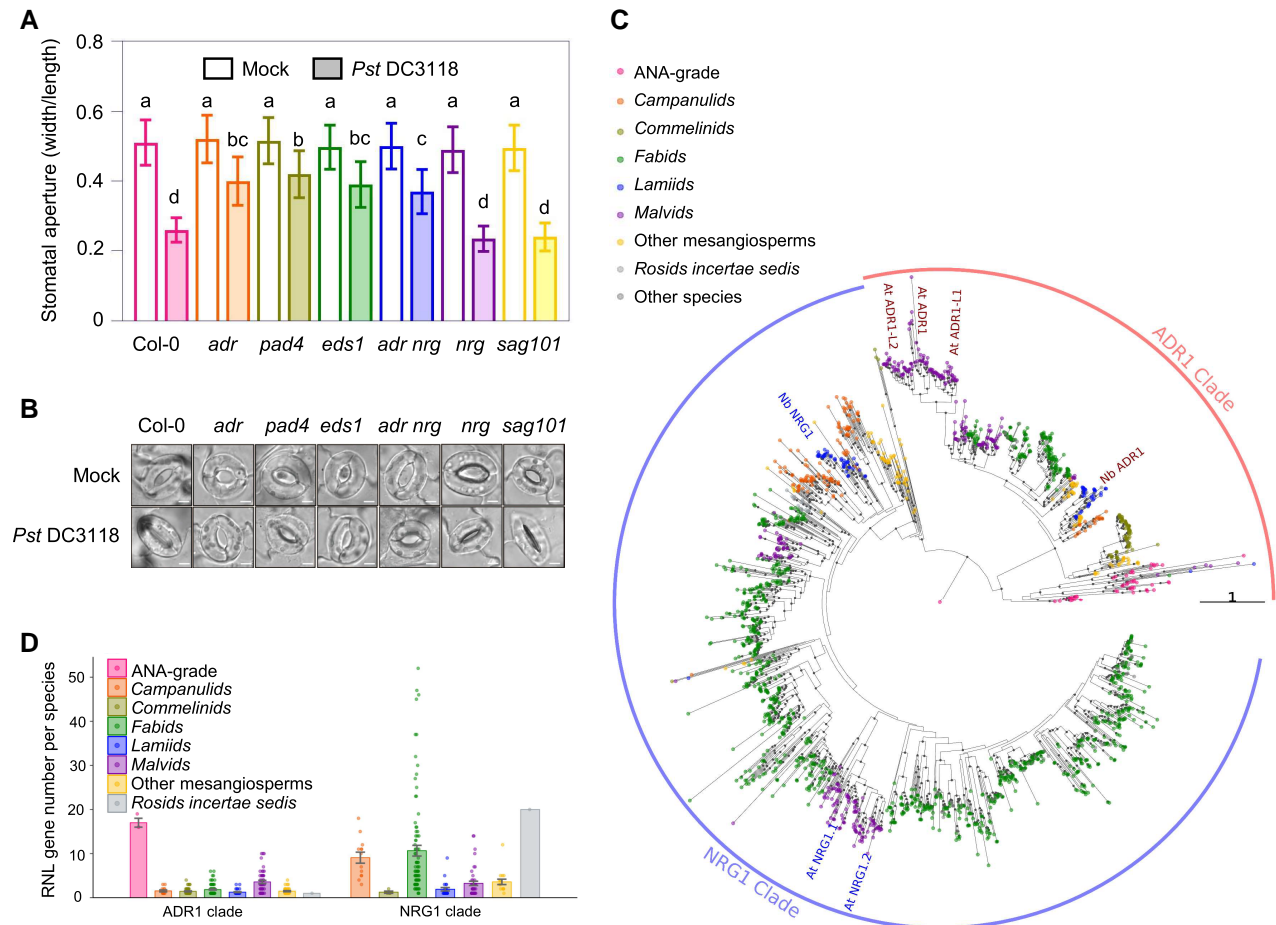 A
Stomatal aperture (width/length)
0.8
0.6
0.4
0.2
0
Mock
Pst DC3118
a a a a a a a
d bc b bc c d d
Col-0 adr pad4 eds1 adr nrg nrg sag101
B
Col-0 adr pad4 eds1 adr nrg nrg sag101
Mock
Pst DC3118
C
ANA-grade
Campanulids
Commelinids
Fabids
Lamiids
Malvids
Other mesangiosperms
Rosids incertae sedis
Other species
At ADR1-L2
At ADR1
At ADR1-L1
ADR1 Clade
Nb NRG1
Nb ADR1
1
At NRG1.1
At NRG1.2
NRG1 Clade
D
RNL gene number per species
50
40
30
20
10
0
ANA-grade
Campanulids
Commelinids
Fabids
Lamiids
Malvids
Other mesangiosperms
Rosids incertae sedis
ADR1 clade
NRG1 clade